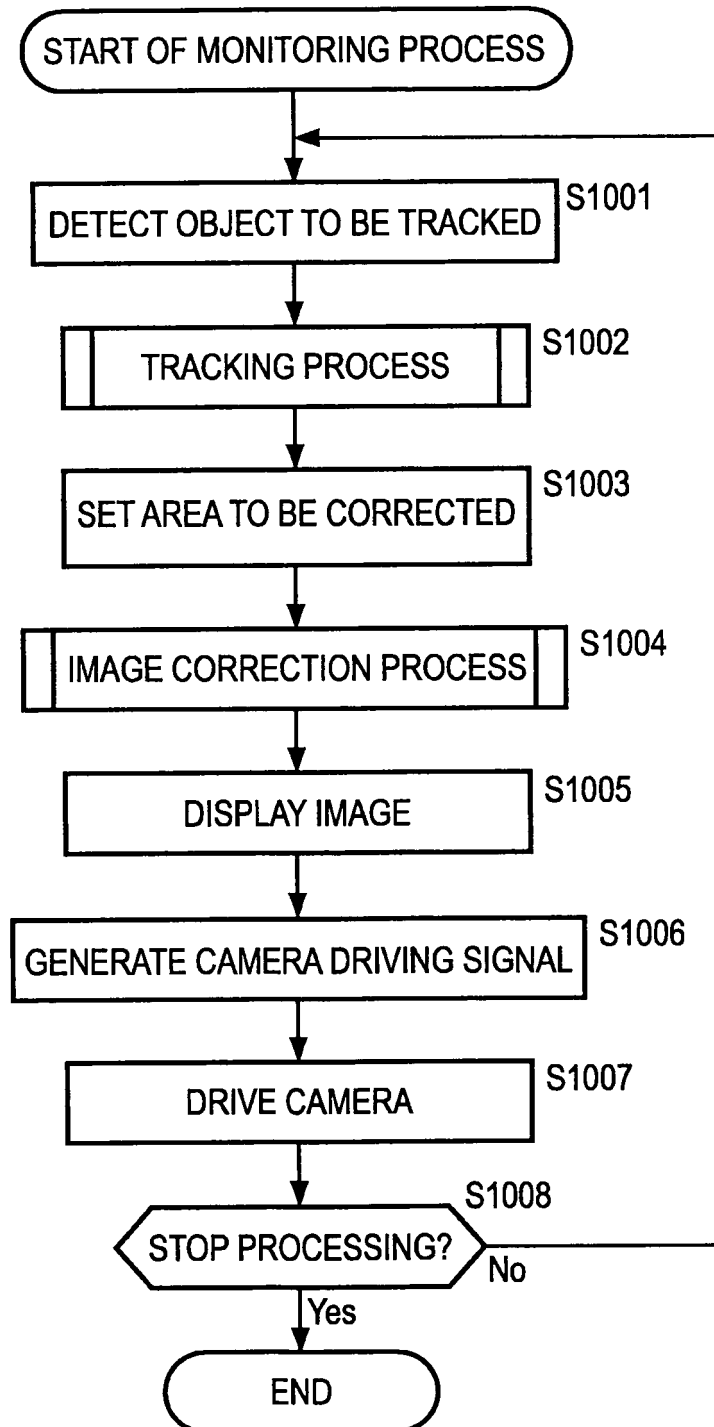 START OF MONITORING PROCESS
S1001
DETECT OBJECT TO BE TRACKED
S1002
TRACKING PROCESS
S1003
SET AREA TO BE CORRECTED
S1004
IMAGE CORRECTION PROCESS
S1005
DISPLAY IMAGE
S1006
GENERATE CAMERA DRIVING SIGNAL
S1007
DRIVE CAMERA
S1008
STOP PROCESSING?
No
Yes
END